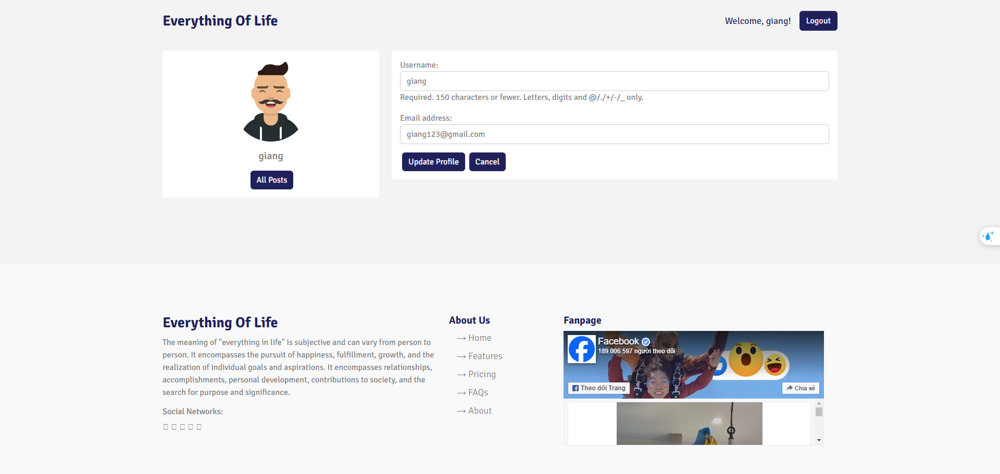 Everything Of Life
Welcome, giang!
Logout
giang
All Posts
Username:
giang
Required. 150 characters or fewer. Letters, digits and @/./+/-/_ only.
Email address:
giang123@gmail.com
Update Profile
Cancel
Everything Of Life
The meaning of "everything in life" is subjective and can vary from person to
person. It encompasses the pursuit of happiness, fulfillment, growth, and the
realization of individual goals and aspirations. It encompasses relationships,
accomplishments, personal development, contributions to society, and the
search for purpose and significance.
Social Networks:
About Us
→ Home
→ Features
→ Pricing
→ FAQs
→ About
Fanpage
Facebook
189.006.597 người theo dõi
Theo dõi Trang
Chia sẻ